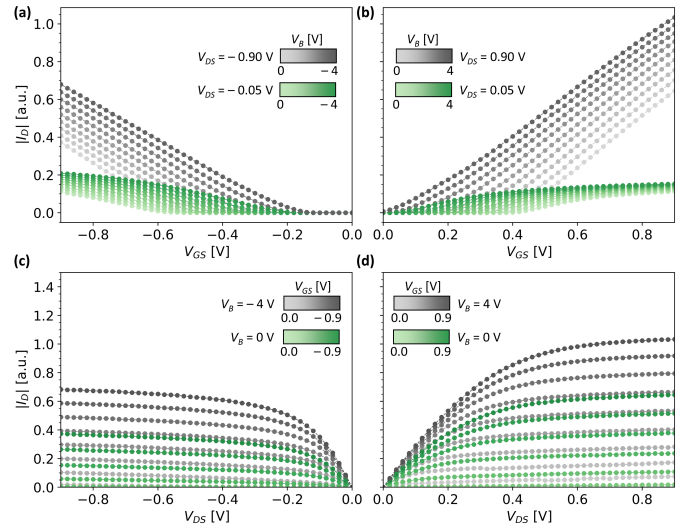 (a)
(b)
V_B [V]
V_DS = − 0.90 V
0
− 4
V_DS = − 0.05 V
0
− 4
V_B [V]
V_DS = 0.90 V
0
4
V_DS = 0.05 V
0
4
|I_D| [a.u.]
1.0
0.8
0.6
0.4
0.2
0.0
−0.8
−0.6
−0.4
−0.2
0.0
V_GS [V]
0.0
0.2
0.4
0.6
0.8
V_GS [V]
(c)
(d)
V_GS [V]
V_B = − 4 V
0.0
− 0.9
V_B = 0 V
0.0
− 0.9
V_GS [V]
V_B = 4 V
0.0
0.9
V_B = 0 V
0.0
0.9
|I_D| [a.u.]
1.4
1.2
1.0
0.8
0.6
0.4
0.2
0.0
−0.8
−0.6
−0.4
−0.2
0.0
V_DS [V]
0.0
0.2
0.4
0.6
0.8
V_DS [V]